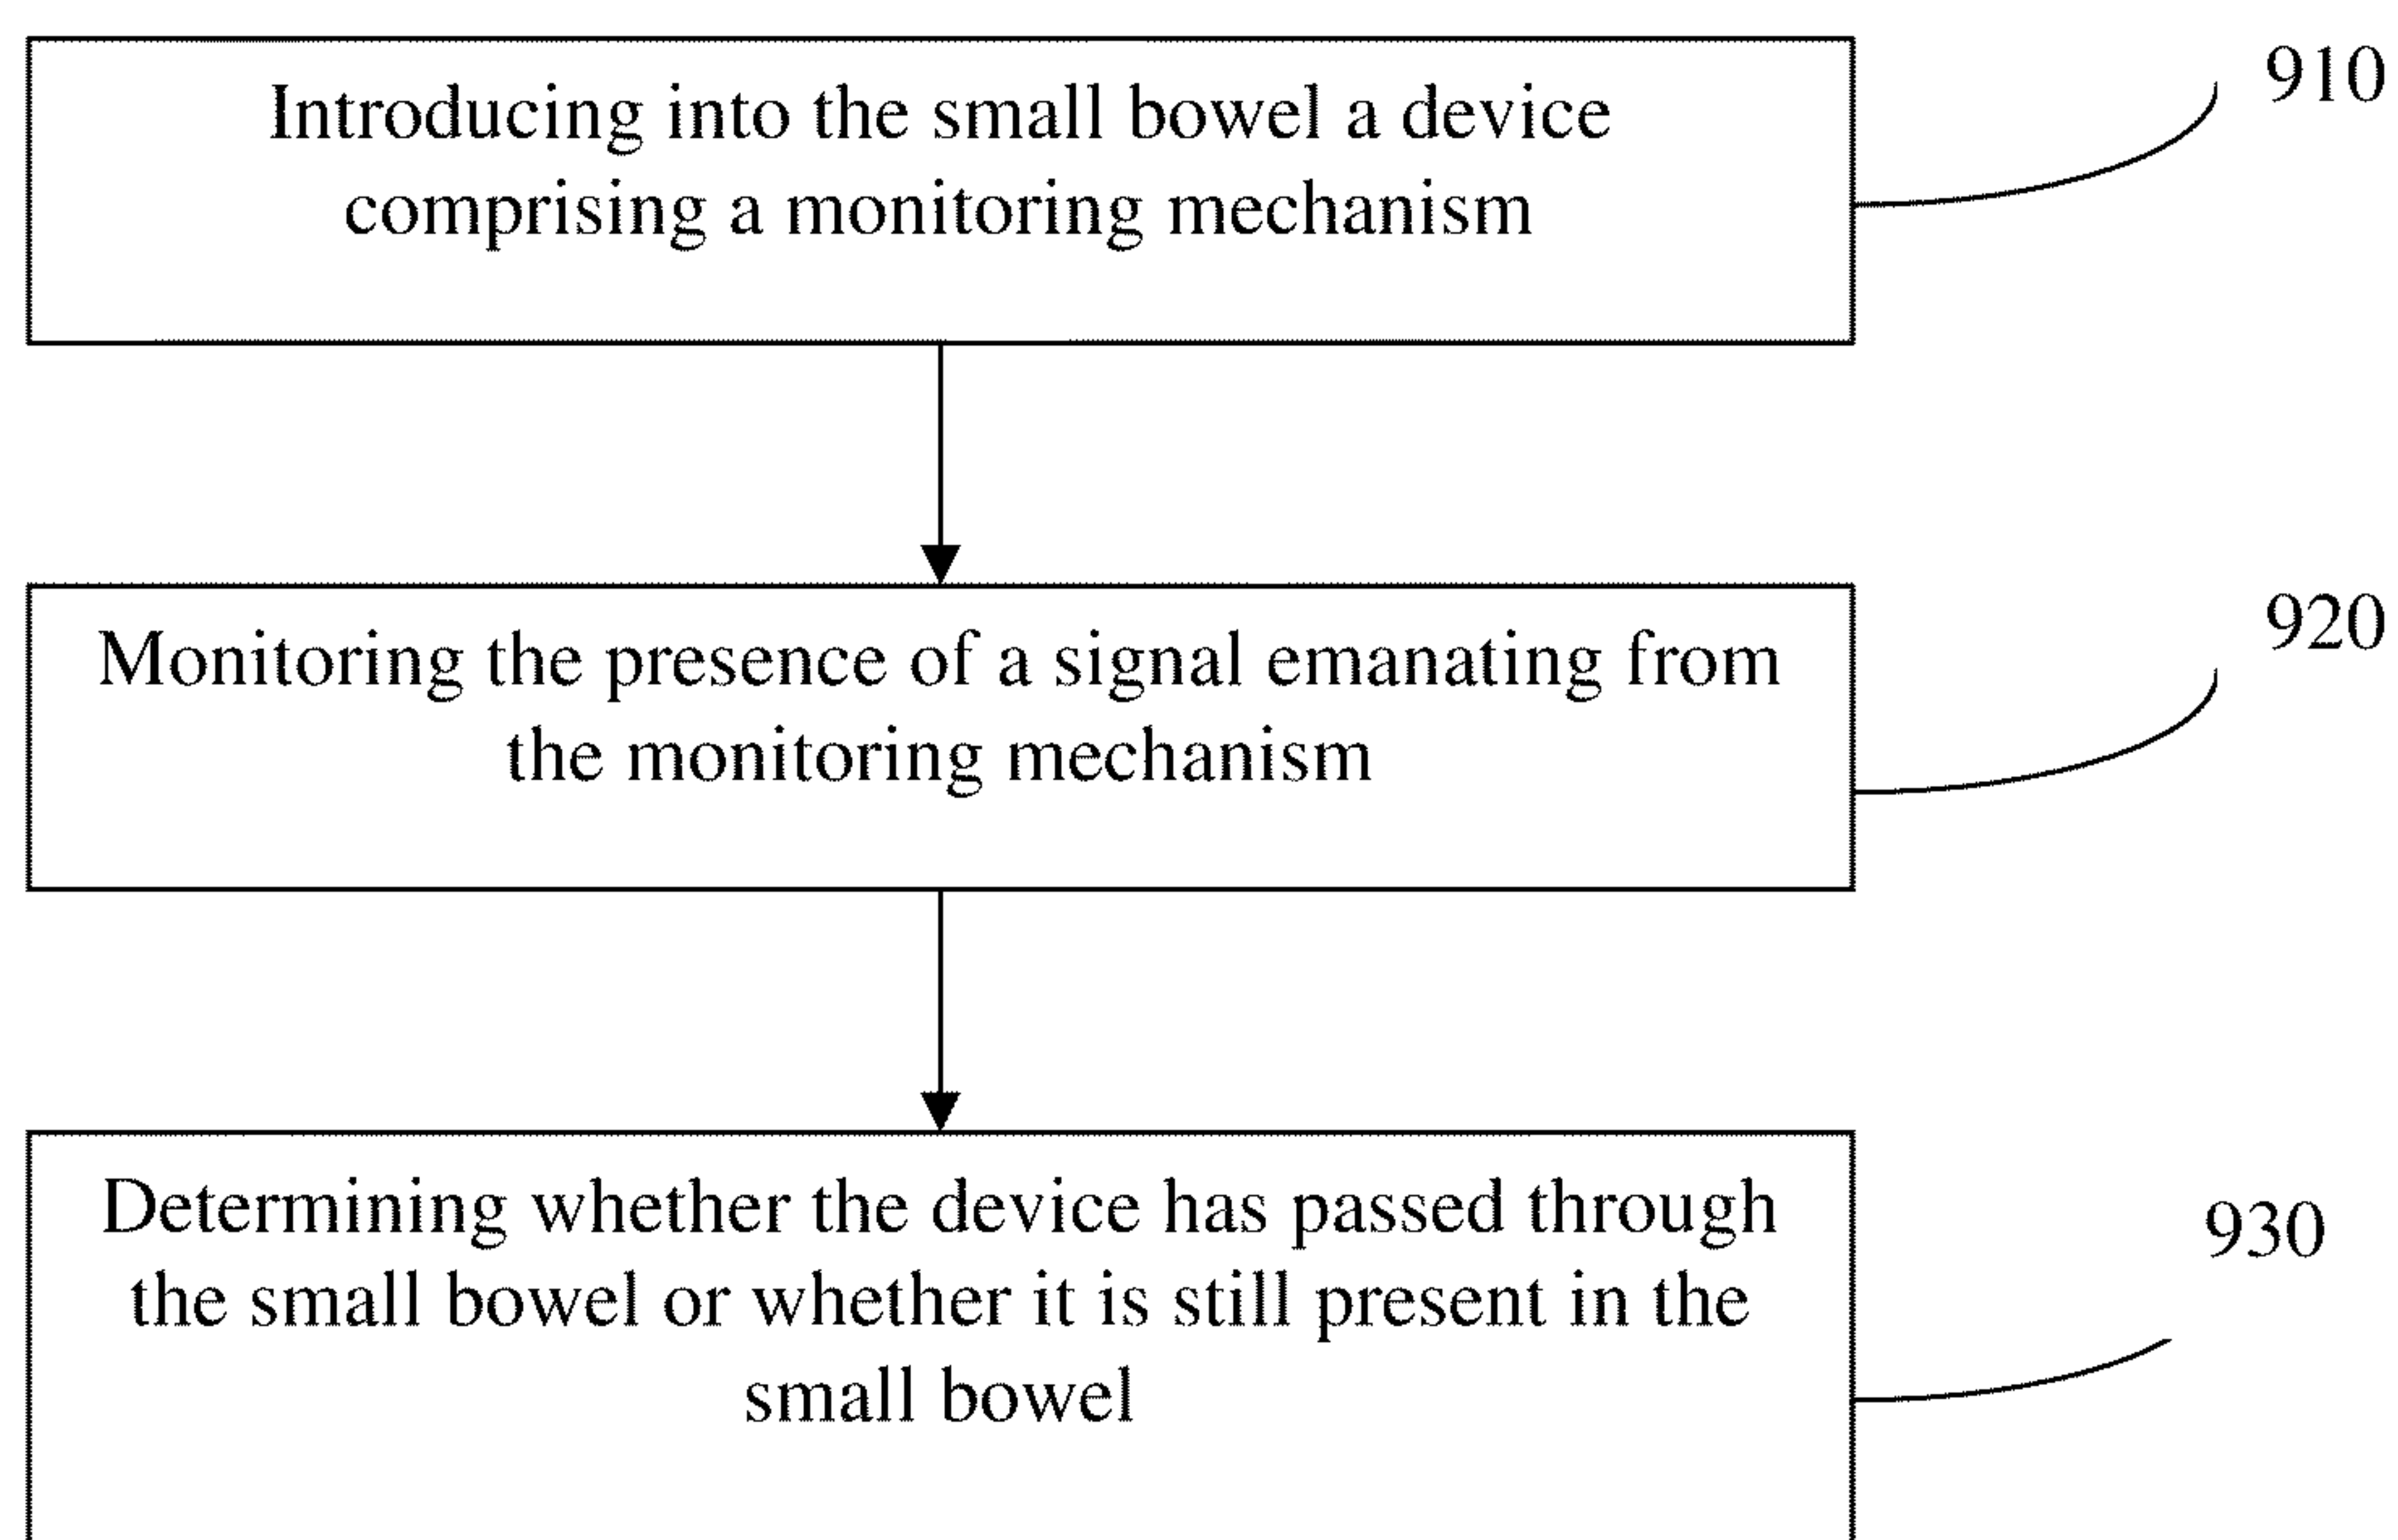 Introducing into the small bowel a device
comprising a monitoring mechanism
910
Monitoring the presence of a signal emanating from
the monitoring mechanism
920
Determining whether the device has passed through
the small bowel or whether it is still present in the
small bowel
930